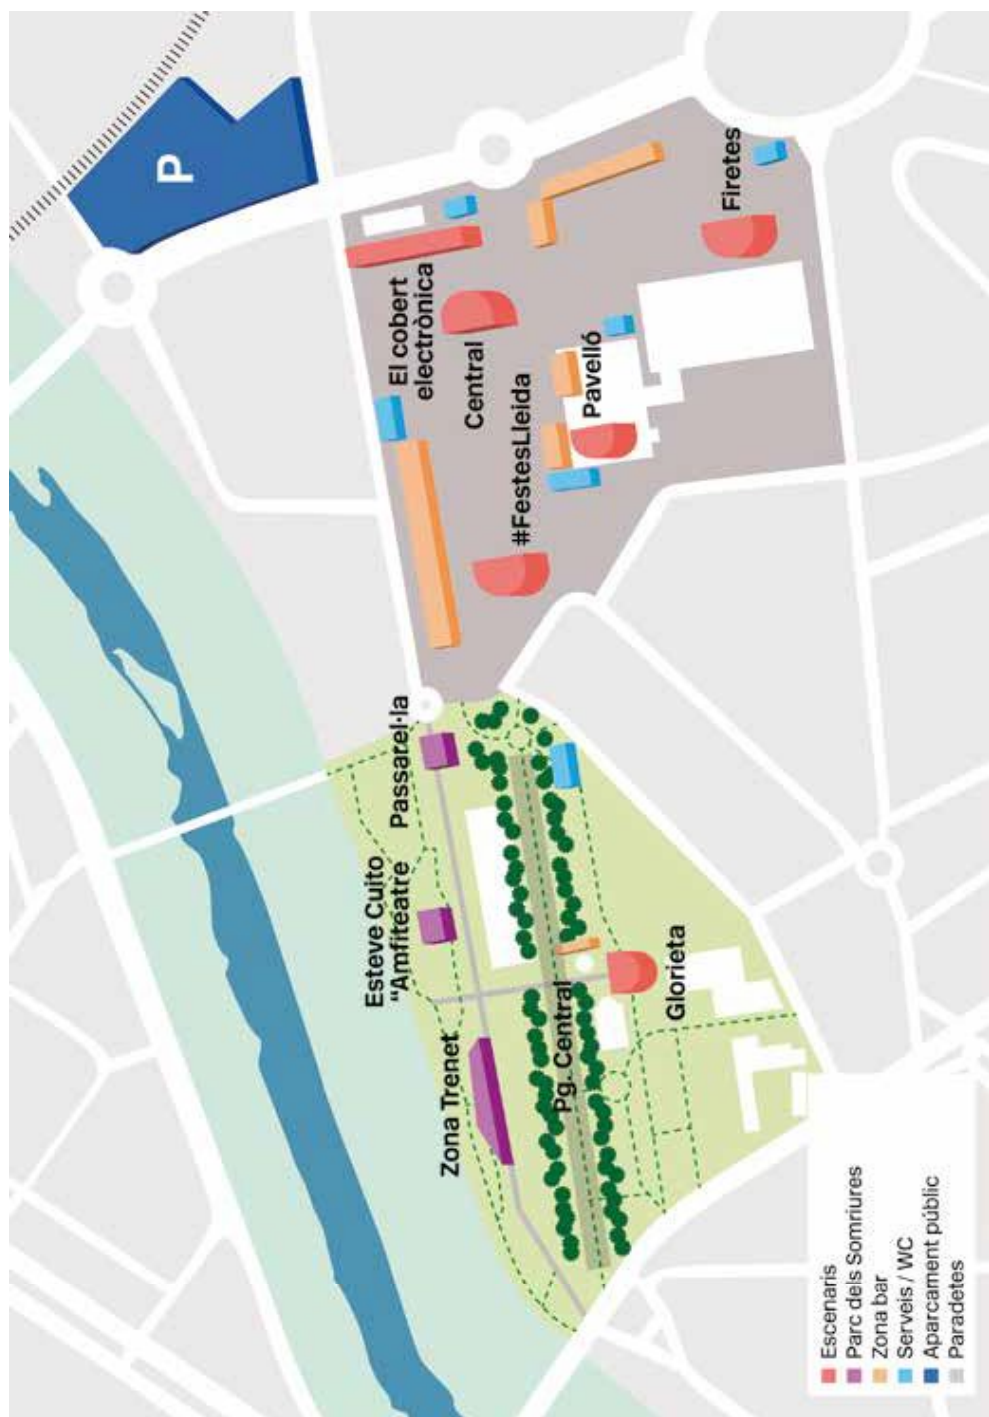 P
El cobert
electrònica
Central
#FestesLleida
Pavelló
Firetes
Passarel·la
Esteve Cuito
"Amfiteatre
Zona Trenet
Pg. Central
Glorieta
Escenaris
Parc dels Somriures
Zona bar
Serveis / WC
Aparcament públic
Paradetes